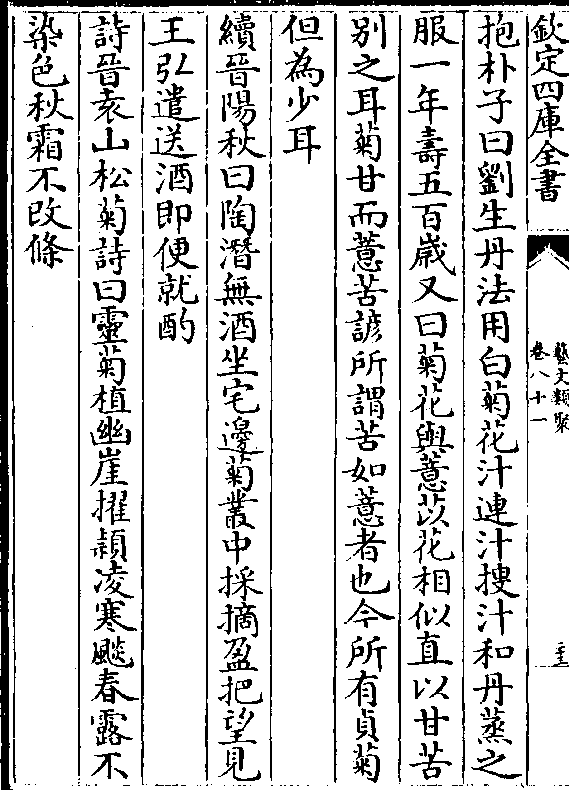 欽定四庫全書
藝文類聚
卷八十一
抱朴子曰劉生丹法用白菊花汁連汁摗汁和丹蒸之
服一年壽五百嵗又曰菊花與薏苡花相似直以甘苦
别之耳菊甘而薏苦諺所謂苦如薏者也今所有貞菊
但為少耳
續晉陽秋曰陶潛無酒坐宅邊菊叢中採摘盈把望見
王弘遣送酒即便就酌
詩晉袁山松菊詩曰靈菊植幽崖擢頴凌寒飈春露不
染色秋霜不改條